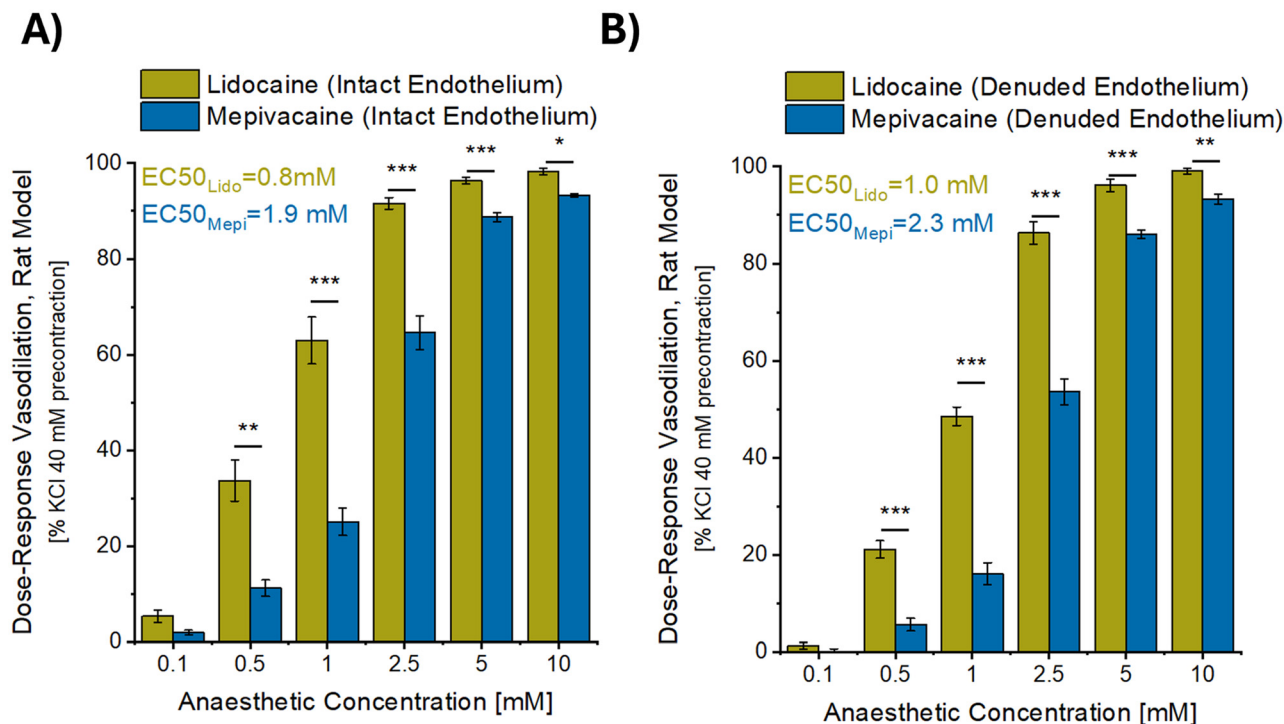 A)
Lidocaine (Intact Endothelium)
Mepivacaine (Intact Endothelium)
Dose-Response Vasodilation, Rat Model
[% KCl 40 mM precontraction]
100
80
60
40
20
0
EC50Lido=0.8mM
EC50Mepi=1.9 mM
**
***
***
***
*
0.1
0.5
1
2.5
5
10
Anaesthetic Concentration [mM]
B)
Lidocaine (Denuded Endothelium)
Mepivacaine (Denuded Endothelium)
Dose-Response Vasodilation, Rat Model
[% KCl 40 mM precontraction]
100
80
60
40
20
0
EC50Lido=1.0 mM
EC50Mepi=2.3 mM
***
***
***
***
**
0.1
0.5
1
2.5
5
10
Anaesthetic Concentration [mM]